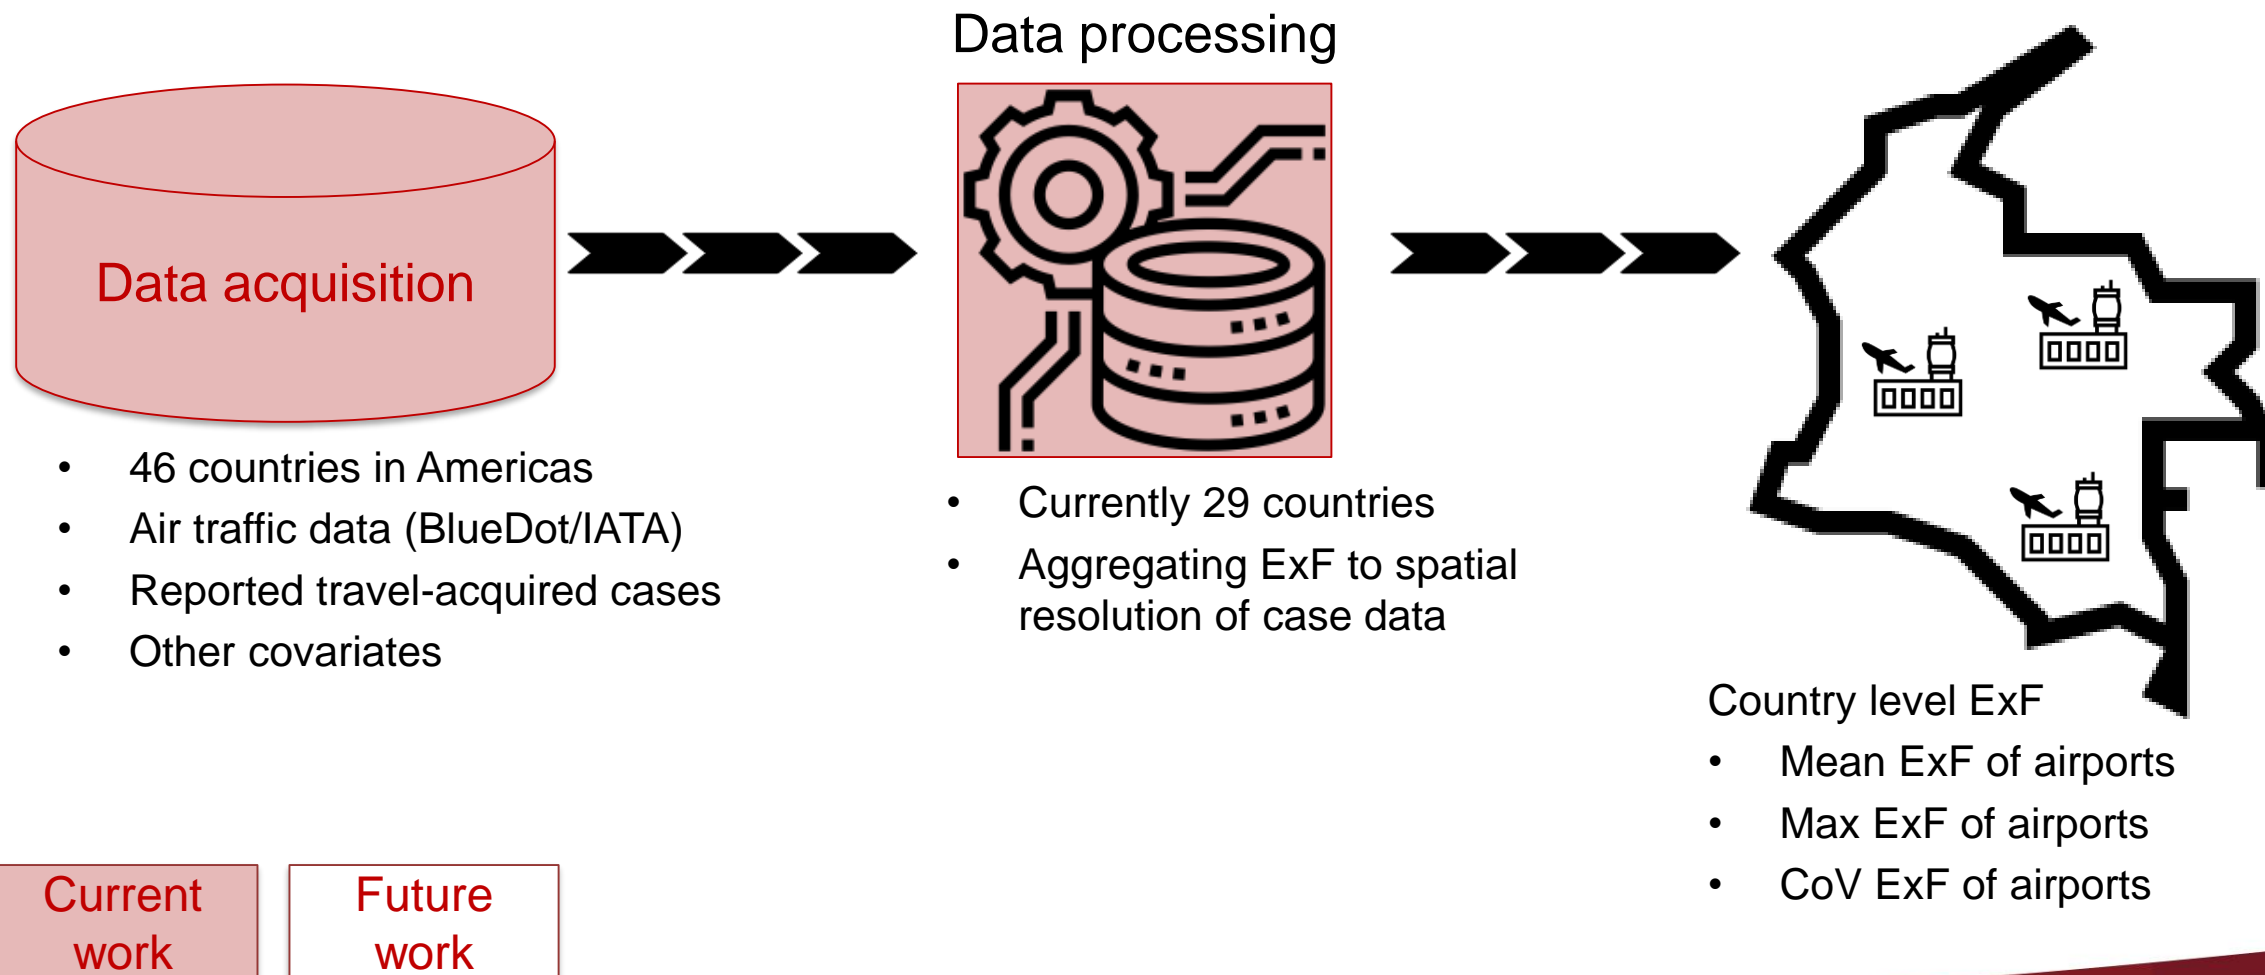 Data processing
Data acquisition
• 46 countries in Americas
• Air traffic data (BlueDot/IATA)
• Reported travel-acquired cases
• Other covariates
• Currently 29 countries
• Aggregating ExF to spatial
resolution of case data
Country level ExF
• Mean ExF of airports
• Max ExF of airports
• CoV ExF of airports
Current
work
Future
work